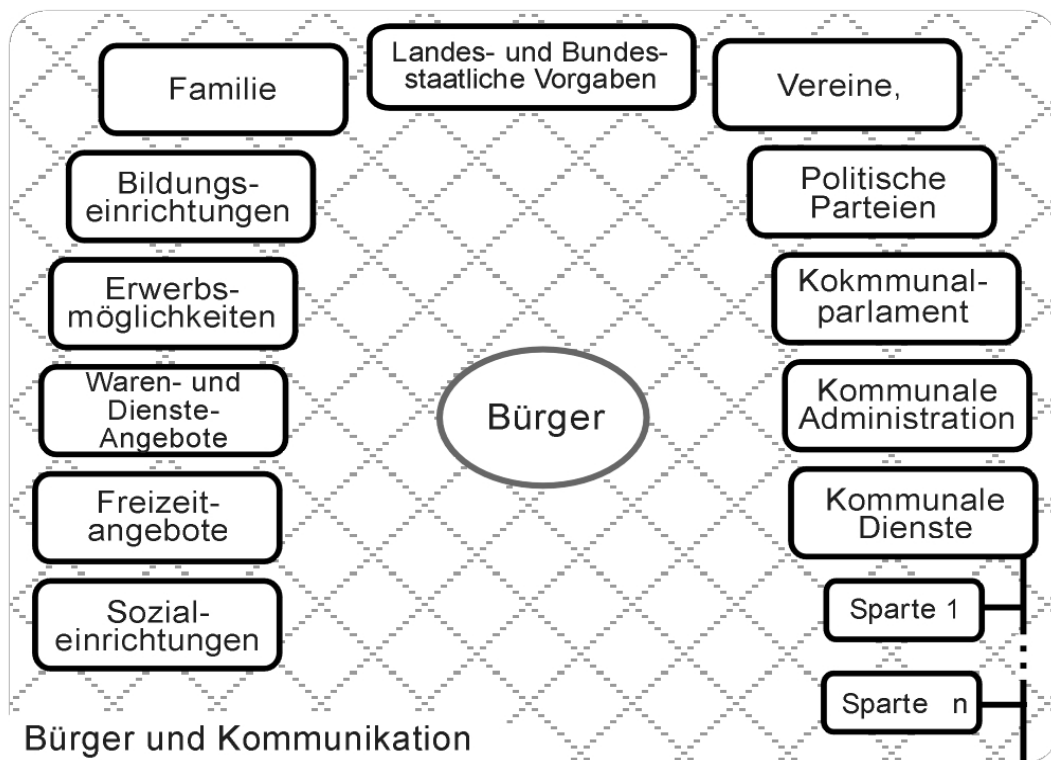 Familie
Landes- und Bundes-
staatliche Vorgaben
Vereine,
Bildungs-
einrichtungen
Politische
Parteien
Erwerbs-
möglichkeiten
Kokmmunal-
parlament
Waren- und
Dienste-
Angebote
Bürger
Kommunale
Administration
Freizeit-
angebote
Kommunale
Dienste
Sozial-
einrichtungen
Sparte 1
Sparte n
Bürger und Kommunikation